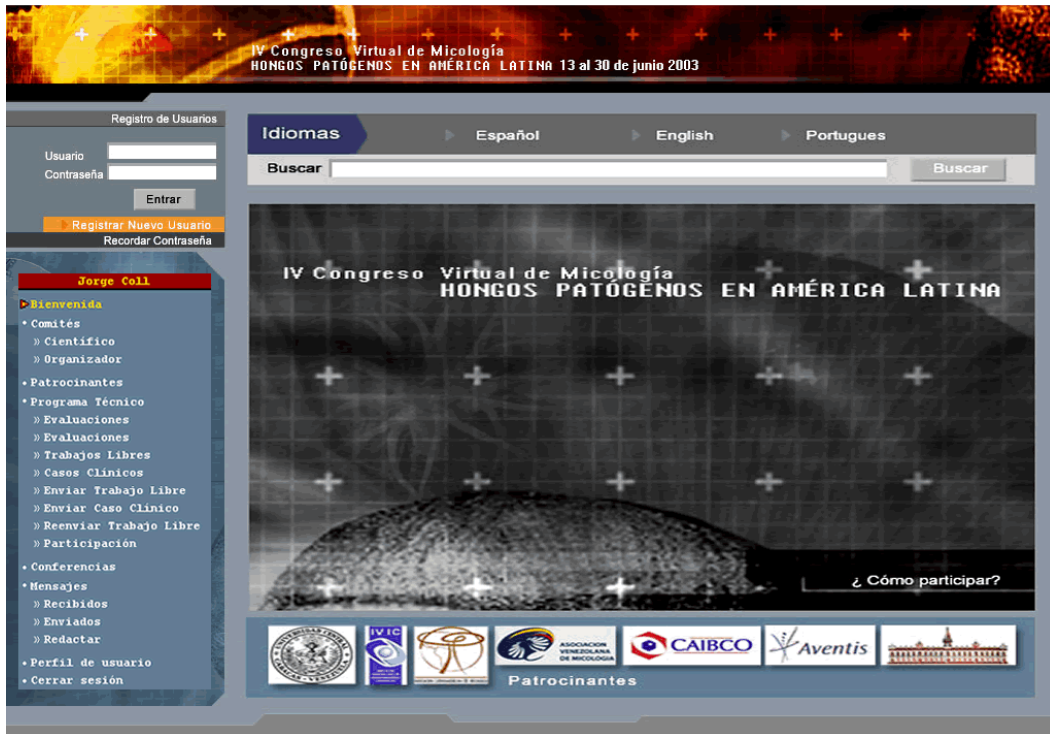 IV Congreso Virtual de Micología
HONGOS PATÓGENOS EN AMÉRICA LATINA 13 al 30 de junio 2003
Registro de Usuarios
Usuario
Contraseña
Entrar
Registrar Nuevo Usuario
Recordar Contraseña
Idiomas Español English Portugues
Buscar Buscar
Jorge Coll
Bienvenida
• Comités
» Científico
» Organizador
• Patrocinantes
• Programa Técnico
» Evaluaciones
» Evaluaciones
» Trabajos Libres
» Casos Clínicos
» Enviar Trabajo Libre
» Enviar Caso Clínico
» Reenviar Trabajo Libre
» Participación
• Conferencias
• Mensajes
» Recibidos
» Enviados
» Redactar
• Perfil de usuario
• Cerrar sesión
IV Congreso Virtual de Micología
HONGOS PATÓGENOS EN AMÉRICA LATINA
¿ Cómo participar?
UNIVERSIDAD CENTRAL
CARACAS - VENEZUELA
IVIC
ASOCIACION
VENEZOLANA
DE MICOLOGIA
CAIBCO
Aventis
Patrocinantes